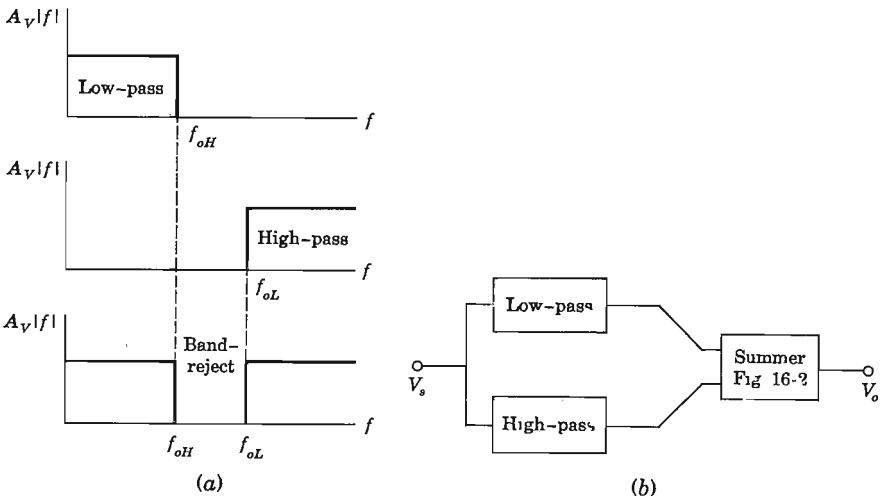 A_V|f|
Low-pass
f
f_oH
A_V|f|
High-pass
f
f_oL
A_V|f|
Band-
reject
f
f_oH
f_oL
(a)
Low-pass
V_s
High-pass
Summer
Fig 16-2
V_o
(b)